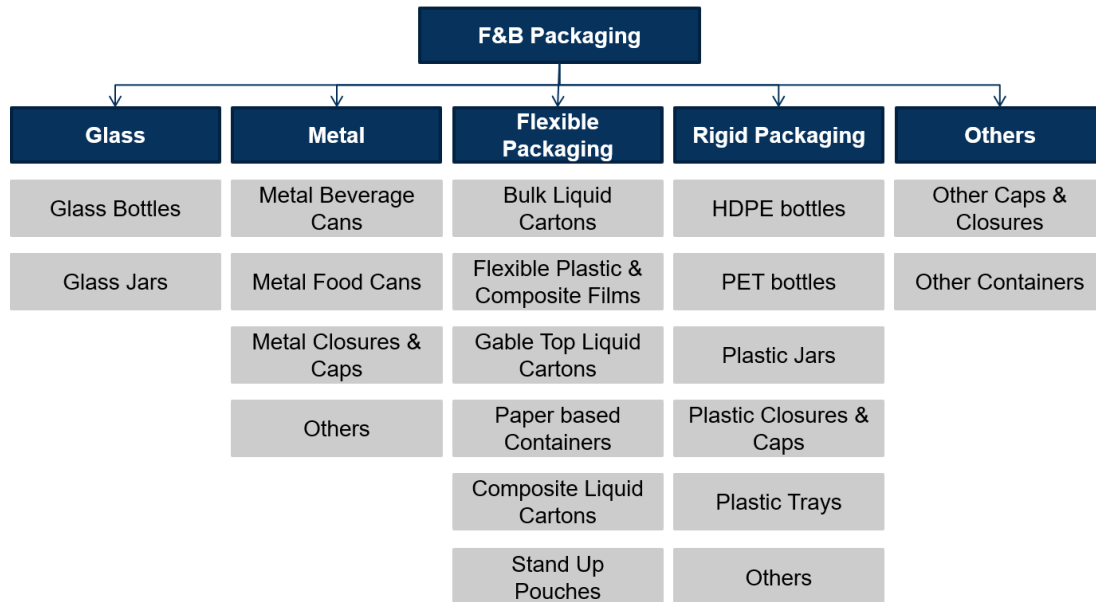 F&B Packaging
Glass
Metal
Flexible
Packaging
Rigid Packaging
Others
Glass Bottles
Glass Jars
Metal Beverage
Cans
Metal Food Cans
Metal Closures &
Caps
Others
Bulk Liquid
Cartons
Flexible Plastic &
Composite Films
Gable Top Liquid
Cartons
Paper based
Containers
Composite Liquid
Cartons
Stand Up
Pouches
HDPE bottles
PET bottles
Plastic Jars
Plastic Closures &
Caps
Plastic Trays
Others
Other Caps &
Closures
Other Containers